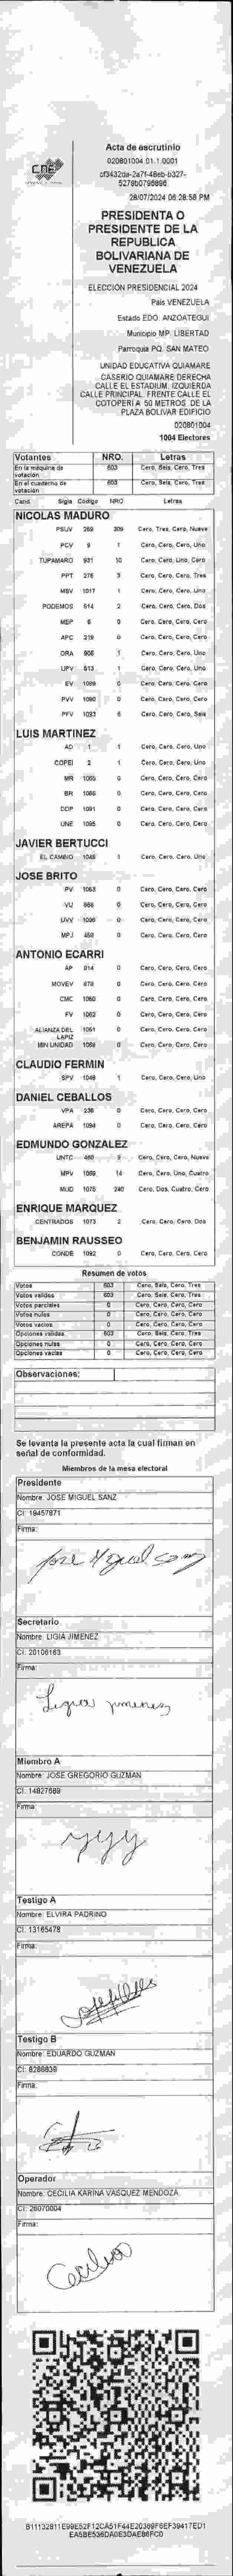 CNE
Acta de escrutinio
020801004.01.1.0001
cf3432da-2a7f-48eb-b327-
5276b0795896
28/07/2024 06:28:58 PM
PRESIDENTA O
PRESIDENTE DE LA
REPUBLICA
BOLIVARIANA DE
VENEZUELA
ELECCIÓN PRESIDENCIAL 2024
País VENEZUELA
Estado EDO. ANZOATEGUI
Municipio MP. LIBERTAD
Parroquia PQ. SAN MATEO
UNIDAD EDUCATIVA QUIAMARE
CASERIO QUIAMARE DERECHA
CALLE EL ESTADIUM. IZQUIERDA
CALLE PRINCIPAL. FRENTE CALLE EL
COTOPERI A 50 METROS DE LA
PLAZA BOLIVAR EDIFICIO
020801004
1004 Electores
Votantes NRO. Letras
En la máquina de votación 603 Cero, Seis, Cero, Tres
En el cuaderno de votación 603 Cero, Seis, Cero, Tres
Cand Sigla Código NRO Letras
NICOLAS MADURO
PSUV 269 309 Cero, Tres, Cero, Nueve
PCV 9 1 Cero, Cero, Cero, Uno
TUPAMARO 931 10 Cero, Cero, Uno, Cero
PPT 276 3 Cero, Cero, Cero, Tres
MSV 1017 1 Cero, Cero, Cero, Uno
PODEMOS 614 2 Cero, Cero, Cero, Dos
MEP 6 0 Cero, Cero, Cero, Cero
APC 219 0 Cero, Cero, Cero, Cero
ORA 906 1 Cero, Cero, Cero, Uno
UPV 613 1 Cero, Cero, Cero, Uno
EV 1089 0 Cero, Cero, Cero, Cero
PVV 1090 0 Cero, Cero, Cero, Cero
PFV 1093 6 Cero, Cero, Cero, Seis
LUIS MARTINEZ
AD 1 1 Cero, Cero, Cero, Uno
COPEI 2 1 Cero, Cero, Cero, Uno
MR 1065 0 Cero, Cero, Cero, Cero
BR 1066 0 Cero, Cero, Cero, Cero
DDP 1091 0 Cero, Cero, Cero, Cero
UNE 1095 0 Cero, Cero, Cero, Cero
JAVIER BERTUCCI
EL CAMBIO 1048 1 Cero, Cero, Cero, Uno
JOSE BRITO
PV 1063 0 Cero, Cero, Cero, Cero
VU 868 0 Cero, Cero, Cero, Cero
UVV 1096 0 Cero, Cero, Cero, Cero
MPJ 459 0 Cero, Cero, Cero, Cero
ANTONIO ECARRI
AP 914 0 Cero, Cero, Cero, Cero
MOVEV 878 0 Cero, Cero, Cero, Cero
CMC 1060 0 Cero, Cero, Cero, Cero
FV 1062 0 Cero, Cero, Cero, Cero
ALIANZA DEL LAPIZ 1051 0 Cero, Cero, Cero, Cero
MIN UNIDAD 1068 0 Cero, Cero, Cero, Cero
CLAUDIO FERMIN
SPV 1049 1 Cero, Cero, Cero, Uno
DANIEL CEBALLOS
VPA 236 0 Cero, Cero, Cero, Cero
AREPA 1094 0 Cero, Cero, Cero, Cero
EDMUNDO GONZALEZ
UNTC 460 9 Cero, Cero, Cero, Nueve
MPV 1069 14 Cero, Cero, Uno, Cuatro
MUD 1076 240 Cero, Dos, Cuatro, Cero
ENRIQUE MARQUEZ
CENTRADOS 1073 2 Cero, Cero, Cero, Dos
BENJAMIN RAUSSEO
CONDE 1092 0 Cero, Cero, Cero, Cero
Resumen de votos
Votos 603 Cero, Seis, Cero, Tres
Votos validos 603 Cero, Seis, Cero, Tres
Votos parciales 0 Cero, Cero, Cero, Cero
Votos nulos 0 Cero, Cero, Cero, Cero
Votos vacios 0 Cero, Cero, Cero, Cero
Opciones validas 603 Cero, Seis, Cero, Tres
Opciones nulas 0 Cero, Cero, Cero, Cero
Opciones vacias 0 Cero, Cero, Cero, Cero
Observaciones:
Se levanta la presente acta la cual firman en
señal de conformidad.
Miembros de la mesa electoral
Presidente
Nombre: JOSE MIGUEL SANZ
CI: 19457871
Firma:
Jose Miguel Sanz
Secretario
Nombre: LIGIA JIMENEZ
CI: 20106163
Firma:
Ligia Jimenez
Miembro A
Nombre: JOSE GREGORIO GUZMAN
CI: 14827689
Firma:
Testigo A
Nombre: ELVIRA PADRINO
CI: 13165478
Firma:
Testigo B
Nombre: EDUARDO GUZMAN
CI: 8288839
Firma:
Operador
Nombre: CECILIA KARINA VASQUEZ MENDOZA
CI: 26070004
Firma:
Cecilia
B11132811E99E52F12CA51F44E20369F6EF39417ED1
EA5BE536DA0E3DAE86FC0